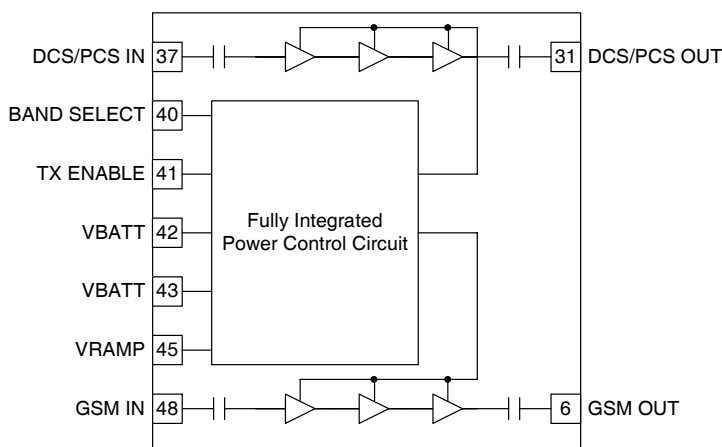 DCS/PCS IN 37
31 DCS/PCS OUT
BAND SELECT 40
TX ENABLE 41
VBATT 42
Fully Integrated
Power Control Circuit
VBATT 43
VRAMP 45
GSM IN 48
6 GSM OUT